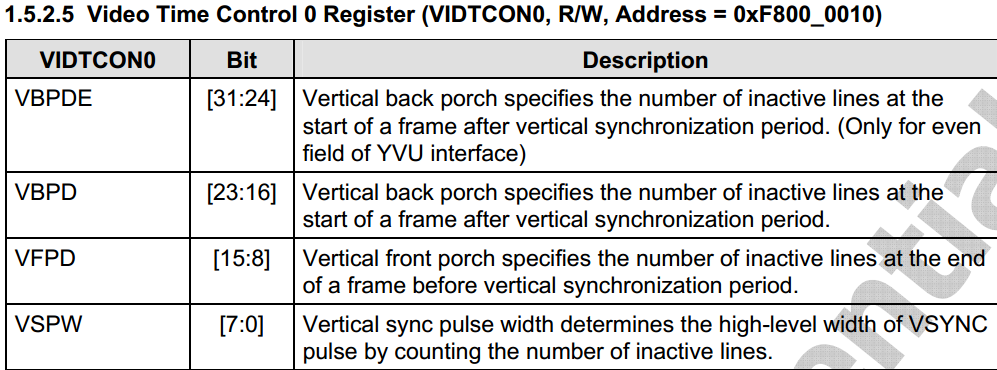 1.5.2.5 Video Time Control 0 Register (VIDTCON0, R/W, Address = 0xF800_0010)
VIDTCON0 Bit Description
VBPDE [31:24] Vertical back porch specifies the number of inactive lines at the
start of a frame after vertical synchronization period. (Only for even
field of YVU interface)
VBPD [23:16] Vertical back porch specifies the number of inactive lines at the
start of a frame after vertical synchronization period.
VFPD [15:8] Vertical front porch specifies the number of inactive lines at the end
of a frame before vertical synchronization period.
VSPW [7:0] Vertical sync pulse width determines the high-level width of VSYNC
pulse by counting the number of inactive lines.